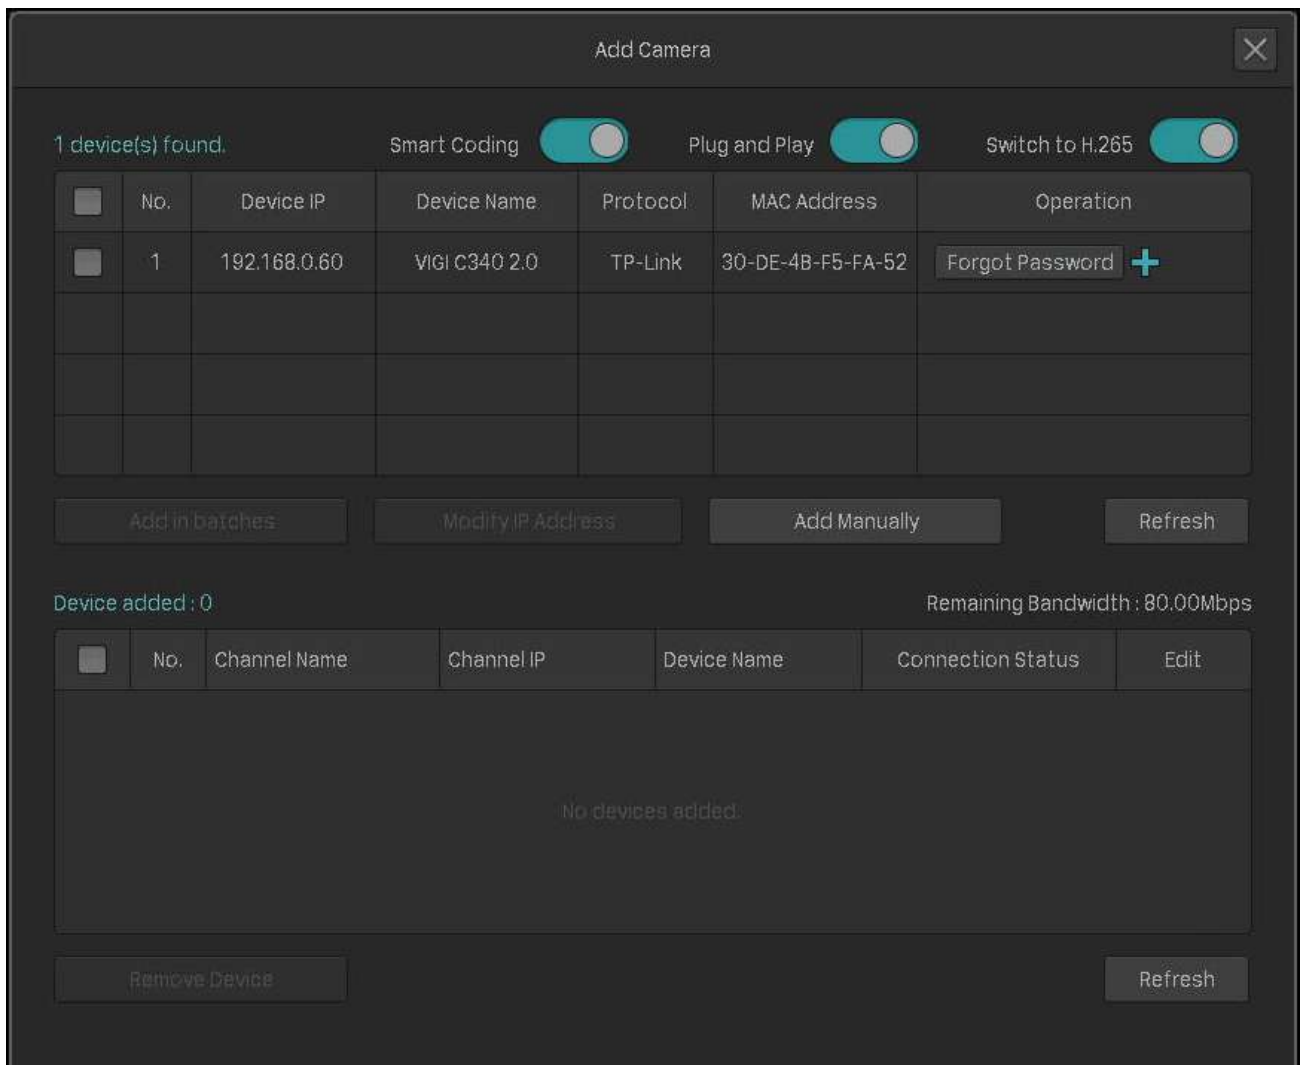 Add Camera
1 device(s) found. Smart Coding Plug and Play Switch to H.265
No. Device IP Device Name Protocol MAC Address Operation
1 192.168.0.60 VIGI C340 2.0 TP-Link 30-DE-4B-F5-FA-52 Forgot Password
Add in batches Modify IP Address Add Manually Refresh
Device added : 0 Remaining Bandwidth : 80.00Mbps
No. Channel Name Channel IP Device Name Connection Status Edit
No devices added.
Remove Device Refresh